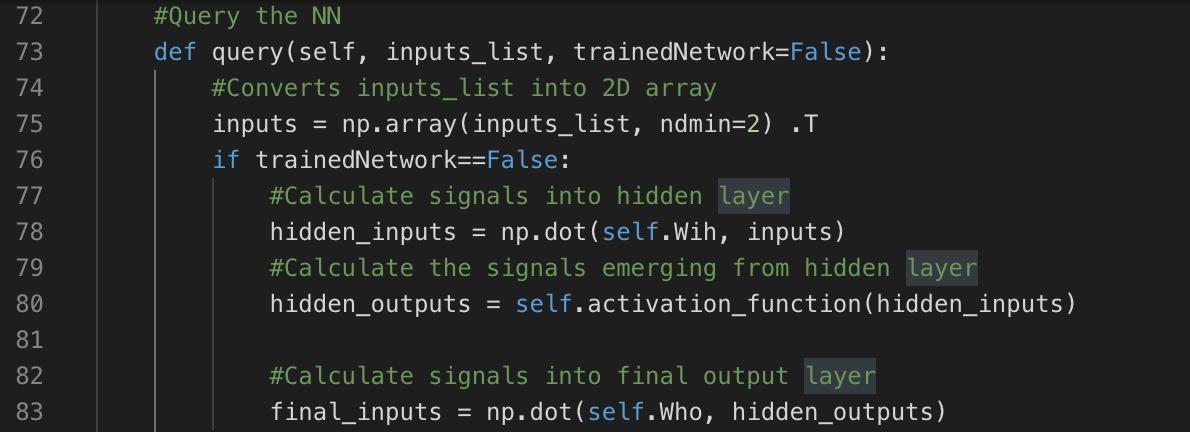 72 #Query the NN
73 def query(self, inputs_list, trainedNetwork=False):
74 #Converts inputs_list into 2D array
75 inputs = np.array(inputs_list, ndmin=2) .T
76 if trainedNetwork==False:
77 #Calculate signals into hidden layer
78 hidden_inputs = np.dot(self.Wih, inputs)
79 #Calculate the signals emerging from hidden layer
80 hidden_outputs = self.activation_function(hidden_inputs)
81
82 #Calculate signals into final output layer
83 final_inputs = np.dot(self.Who, hidden_outputs)